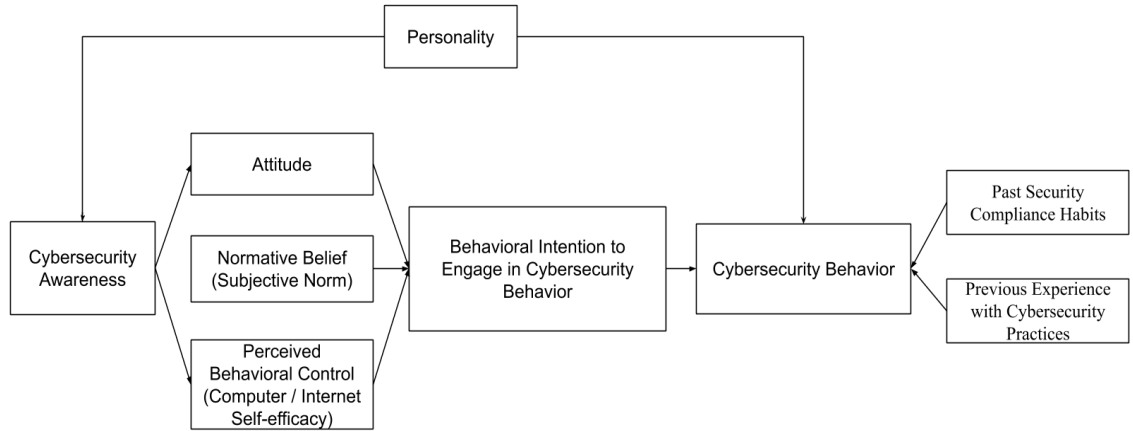 Personality
Attitude
Cybersecurity
Awareness
Normative Belief
(Subjective Norm)
Perceived
Behavioral Control
(Computer / Internet
Self-efficacy)
Behavioral Intention to
Engage in Cybersecurity
Behavior
Cybersecurity Behavior
Past Security
Compliance Habits
Previous Experience
with Cybersecurity
Practices